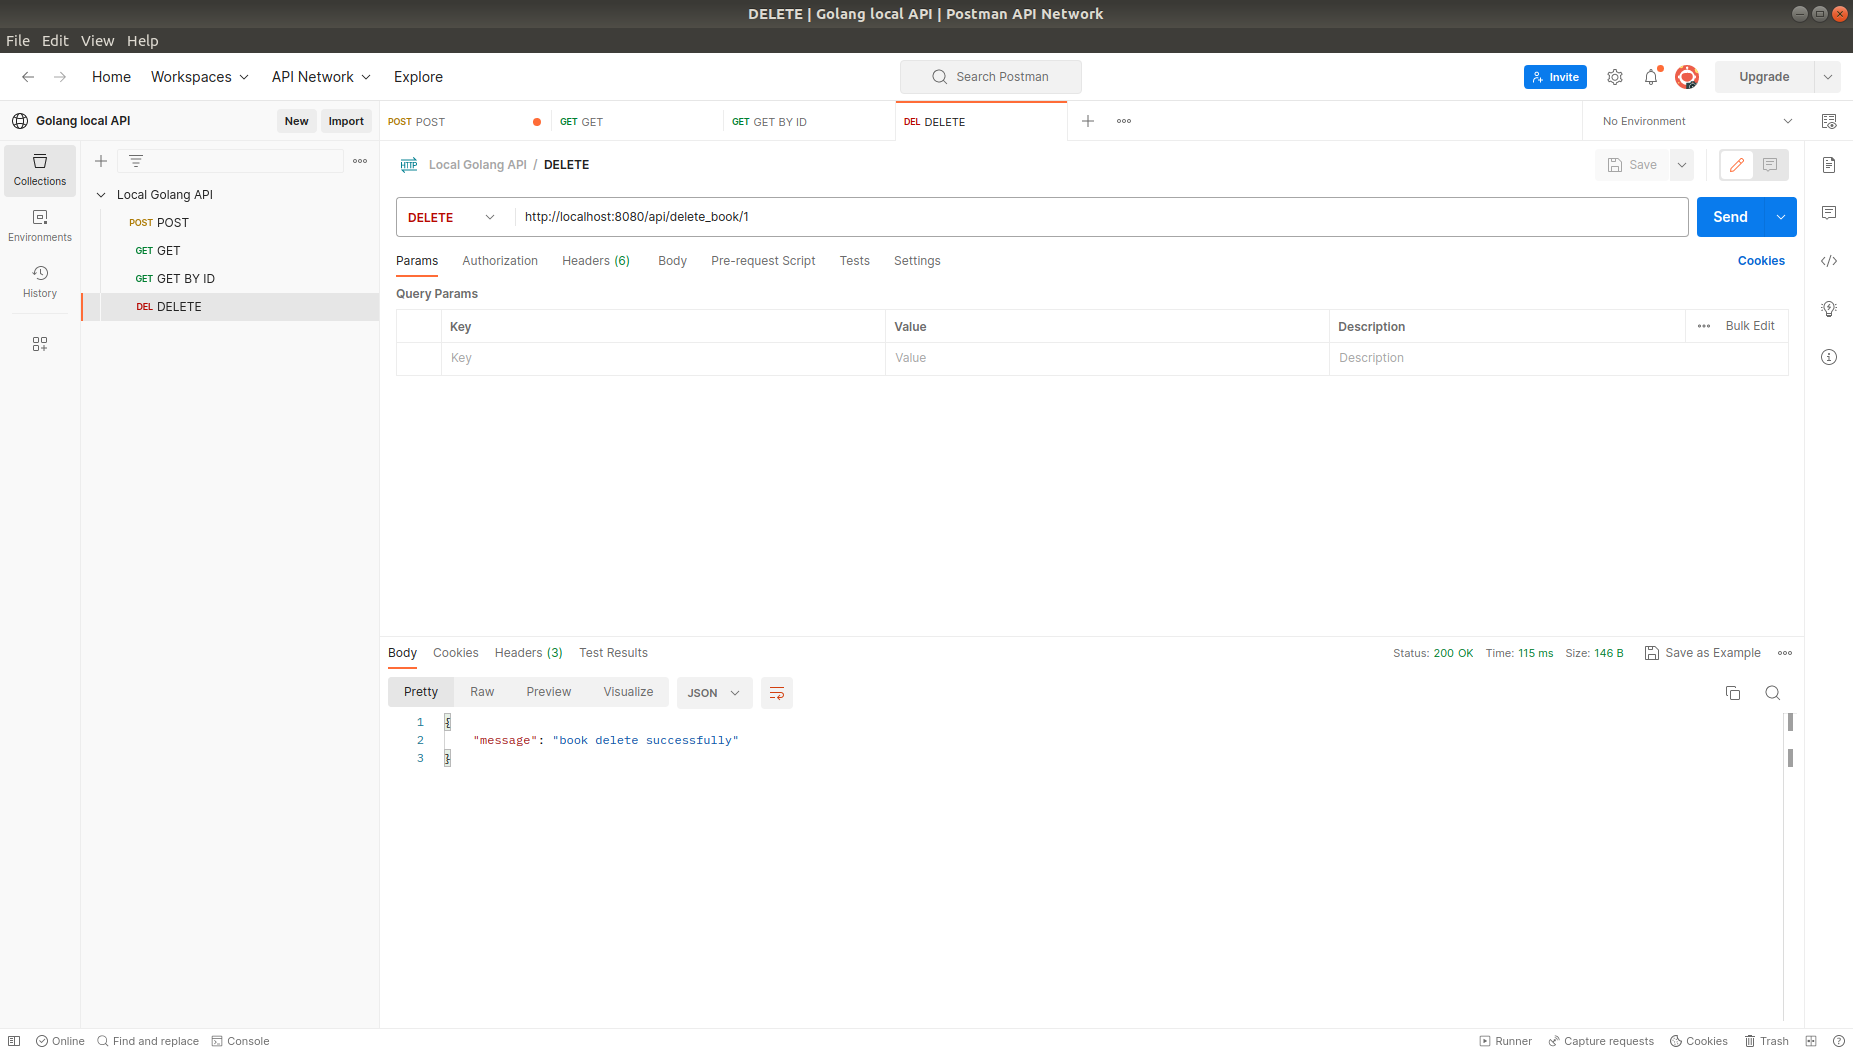 DELETE | Golang local API | Postman API Network
File Edit View Help
Home Workspaces API Network Explore Search Postman Invite Upgrade
Golang local API New Import POST POST GET GET GET GET BY ID DEL DELETE No Environment
Collections
Environments
History
Local Golang API
POST POST
GET GET
GET GET BY ID
DEL DELETE
HTTP Local Golang API / DELETE Save
DELETE http://localhost:8080/api/delete_book/1 Send
Params Authorization Headers (6) Body Pre-request Script Tests Settings Cookies
Query Params
Key Value Description Bulk Edit
Key Value Description
Body Cookies Headers (3) Test Results Status: 200 OK Time: 115 ms Size: 146 B Save as Example
Pretty Raw Preview Visualize JSON
1 {
2 "message": "book delete successfully"
3 }
Online Find and replace Console Runner Capture requests Cookies Trash